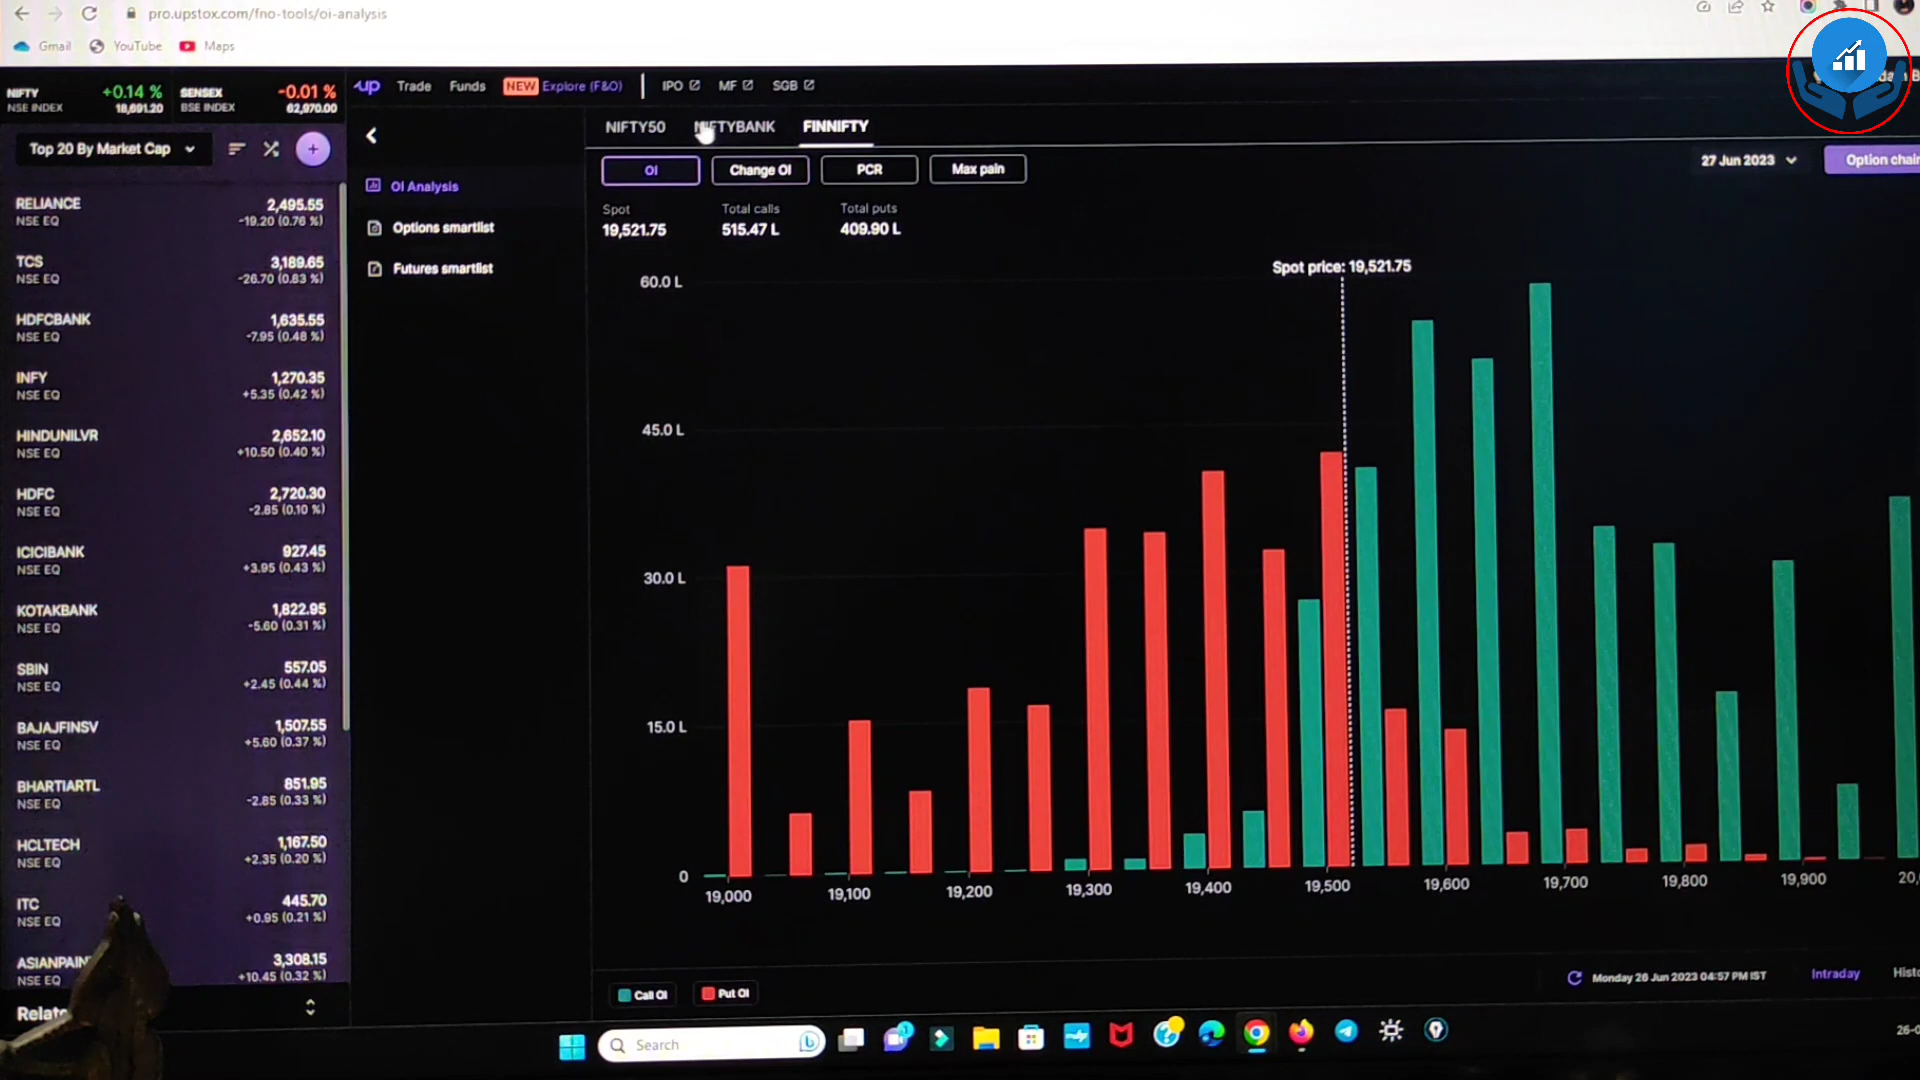 pro.upstox.com/fno-tools/oi-analysis
Gmail YouTube Maps
NIFTY +0.14 % SENSEX -0.01 %
NSE INDEX 18,691.20 BSE INDEX 62,970.00
up Trade Funds NEW Explore (F&O) IPO MF SGB
Top 20 By Market Cap
RELIANCE 2,495.55
NSE EQ -19.20 (0.76 %)
TCS 3,189.65
NSE EQ -26.70 (0.83 %)
HDFCBANK 1,635.55
NSE EQ -7.95 (0.48 %)
INFY 1,270.35
NSE EQ +5.35 (0.42 %)
HINDUNILVR 2,652.10
NSE EQ +10.50 (0.40 %)
HDFC 2,720.30
NSE EQ -2.85 (0.10 %)
ICICIBANK 927.45
NSE EQ +3.95 (0.43 %)
KOTAKBANK 1,822.95
NSE EQ -5.60 (0.31 %)
SBIN 557.05
NSE EQ +2.45 (0.44 %)
BAJAJFINSV 1,507.55
NSE EQ +5.60 (0.37 %)
BHARTIARTL 851.95
NSE EQ -2.85 (0.33 %)
HCLTECH 1,167.50
NSE EQ +2.35 (0.20 %)
ITC 445.70
NSE EQ +0.95 (0.21 %)
ASIANPAIN 3,308.15
NSE EQ +10.45 (0.32 %)
OI Analysis
Options smartlist
Futures smartlist
NIFTY50 NIFTYBANK FINNIFTY
OI Change OI PCR Max pain 27 Jun 2023 Option chain
Spot Total calls Total puts
19,521.75 515.47 L 409.90 L
Spot price: 19,521.75
60.0 L
45.0 L
30.0 L
15.0 L
0
19,000 19,100 19,200 19,300 19,400 19,500 19,600 19,700 19,800 19,900 20,
Monday 26 Jun 2023 04:57 PM IST Intraday Histo
Call OI Put OI
Search
26-0